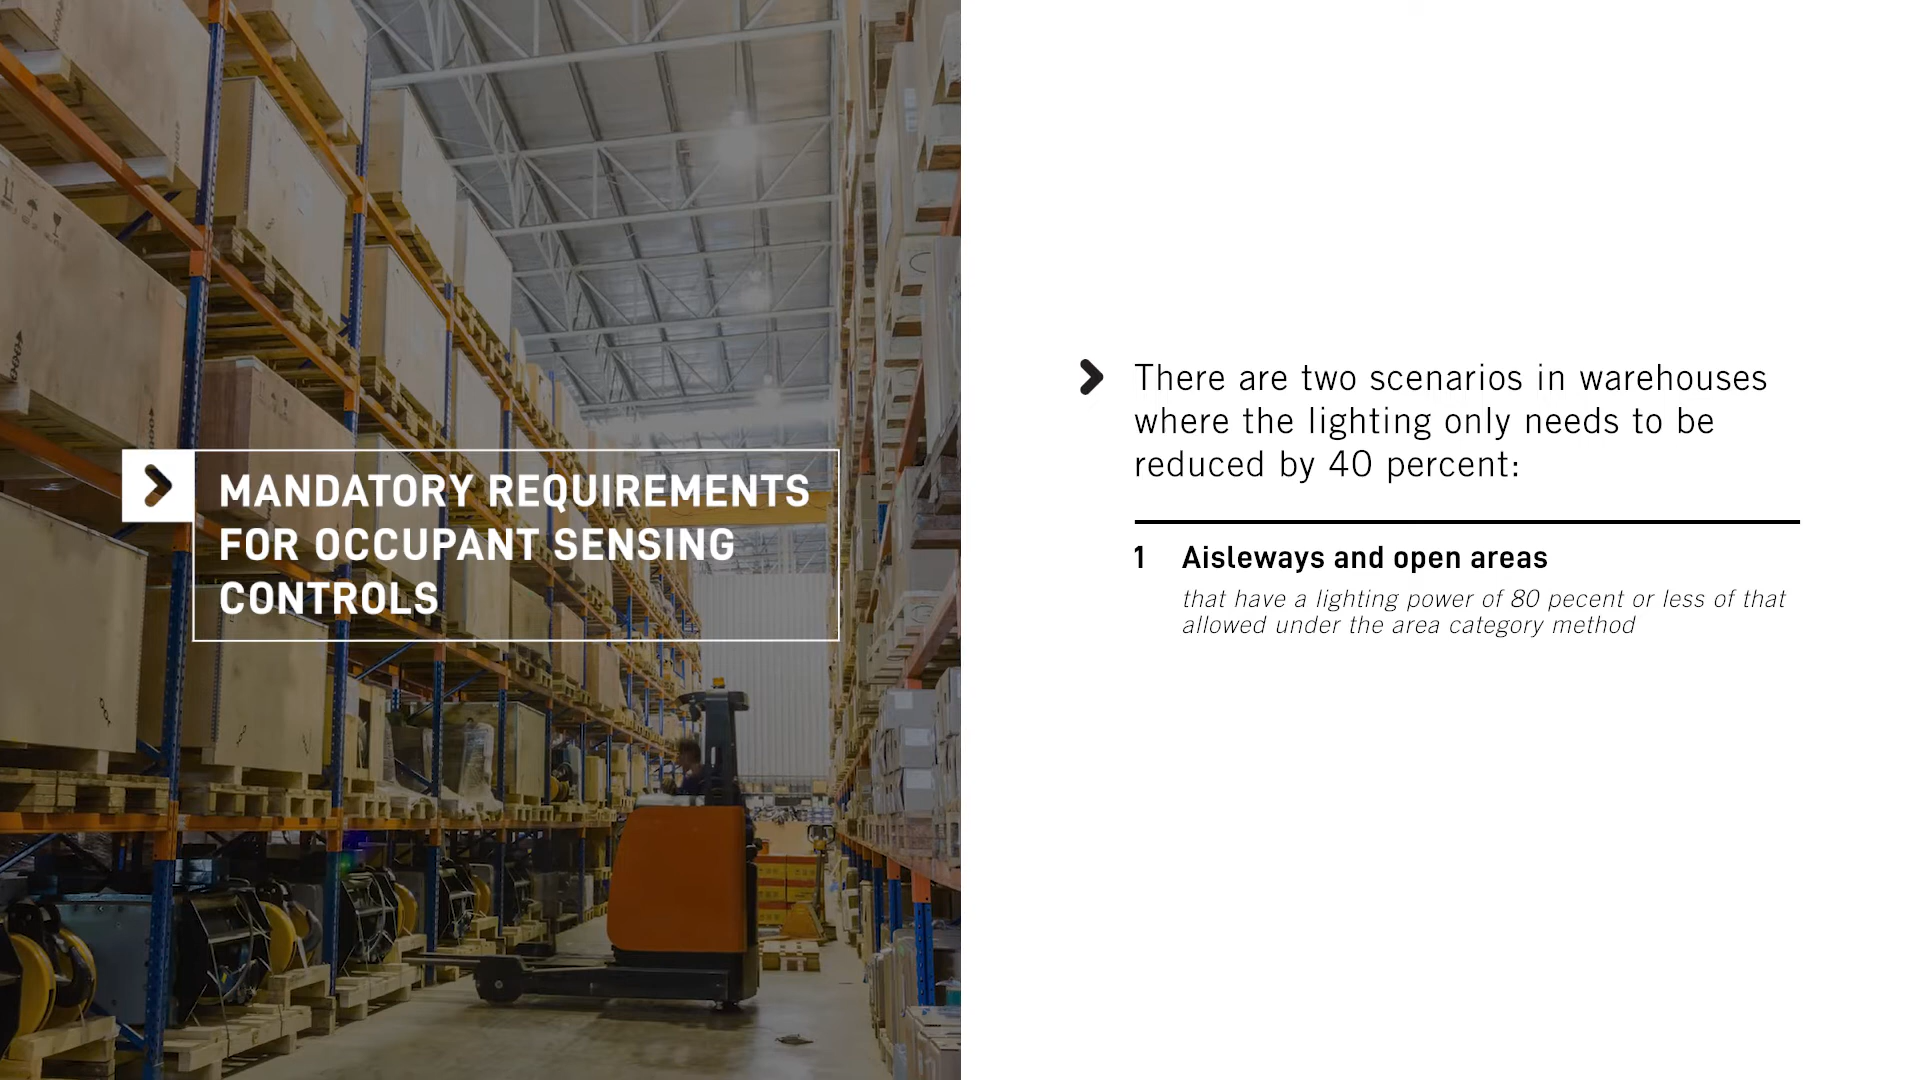 MANDATORY REQUIREMENTS
FOR OCCUPANT SENSING
CONTROLS
There are two scenarios in warehouses
where the lighting only needs to be
reduced by 40 percent:
1 Aisleways and open areas
that have a lighting power of 80 pecent or less of that
allowed under the area category method